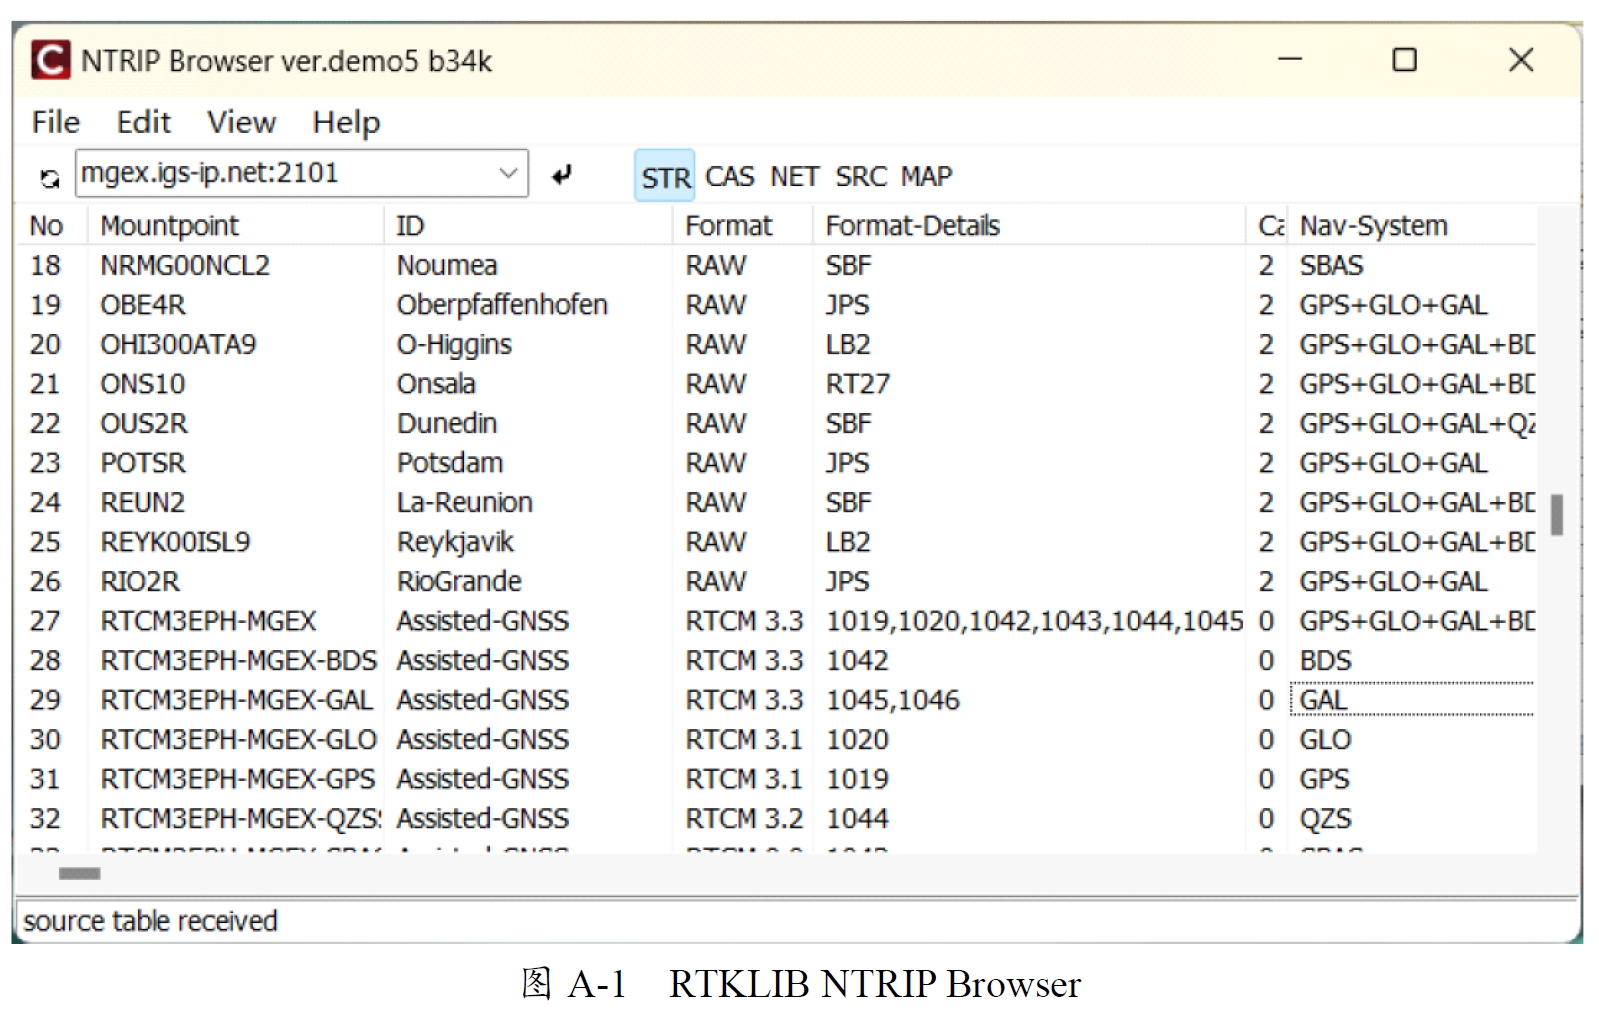 NTRIP Browser ver.demo5 b34k
File Edit View Help
mgex.igs-ip.net:2101 STR CAS NET SRC MAP
No Mountpoint ID Format Format-Details Ca Nav-System
18 NRMG00NCL2 Noumea RAW SBF 2 SBAS
19 OBE4R Oberpfaffenhofen RAW JPS 2 GPS+GLO+GAL
20 OHI300ATA9 O-Higgins RAW LB2 2 GPS+GLO+GAL+BD
21 ONS10 Onsala RAW RT27 2 GPS+GLO+GAL+BD
22 OUS2R Dunedin RAW SBF 2 GPS+GLO+GAL+QZ
23 POTSR Potsdam RAW JPS 2 GPS+GLO+GAL
24 REUN2 La-Reunion RAW SBF 2 GPS+GLO+GAL+BD
25 REYK00ISL9 Reykjavik RAW LB2 2 GPS+GLO+GAL+BD
26 RIO2R RioGrande RAW JPS 2 GPS+GLO+GAL
27 RTCM3EPH-MGEX Assisted-GNSS RTCM 3.3 1019,1020,1042,1043,1044,1045 0 GPS+GLO+GAL+BD
28 RTCM3EPH-MGEX-BDS Assisted-GNSS RTCM 3.3 1042 0 BDS
29 RTCM3EPH-MGEX-GAL Assisted-GNSS RTCM 3.3 1045,1046 0 GAL
30 RTCM3EPH-MGEX-GLO Assisted-GNSS RTCM 3.1 1020 0 GLO
31 RTCM3EPH-MGEX-GPS Assisted-GNSS RTCM 3.1 1019 0 GPS
32 RTCM3EPH-MGEX-QZS Assisted-GNSS RTCM 3.2 1044 0 QZS
source table received
图 A-1 RTKLIB NTRIP Browser